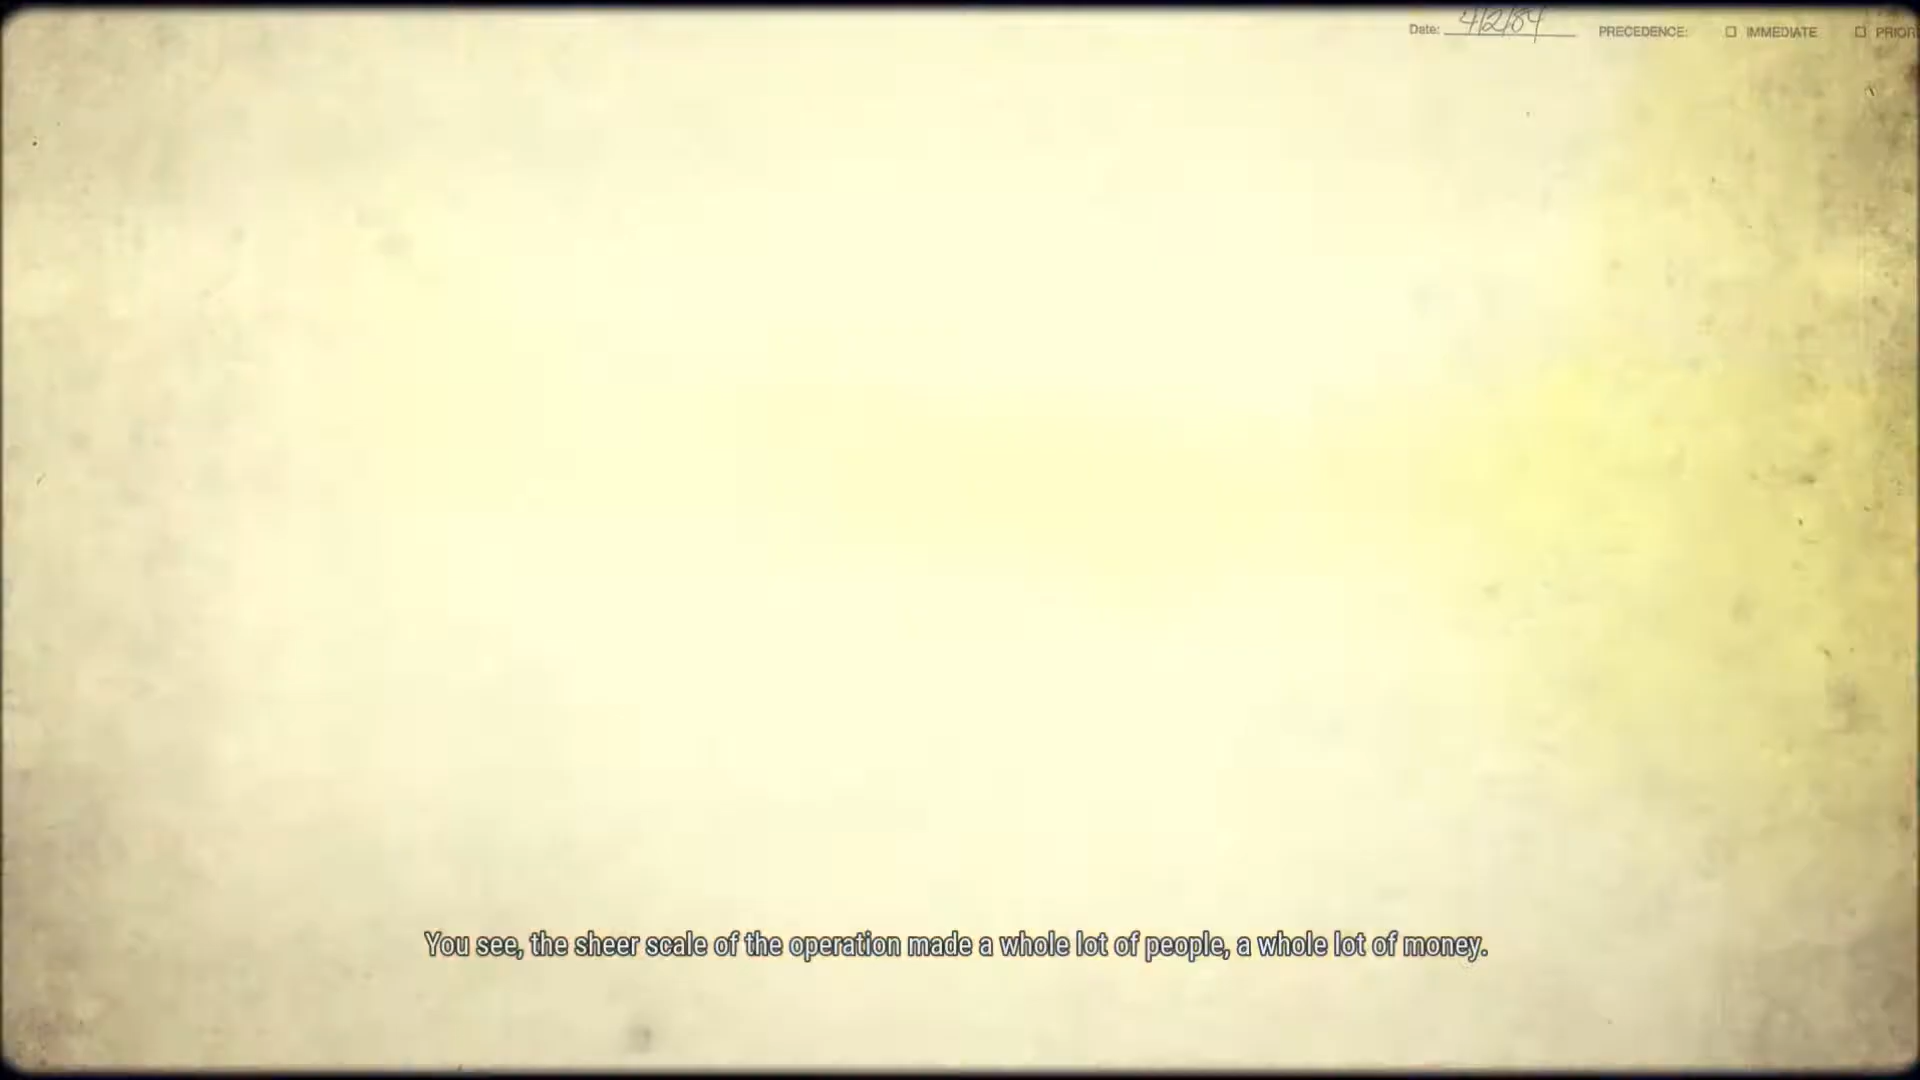 Date: 4/2/84 PRECEDENCE: ☐ IMMEDIATE ☐ PRIOR
You see, the sheer scale of the operation made a whole lot of people, a whole lot of money.